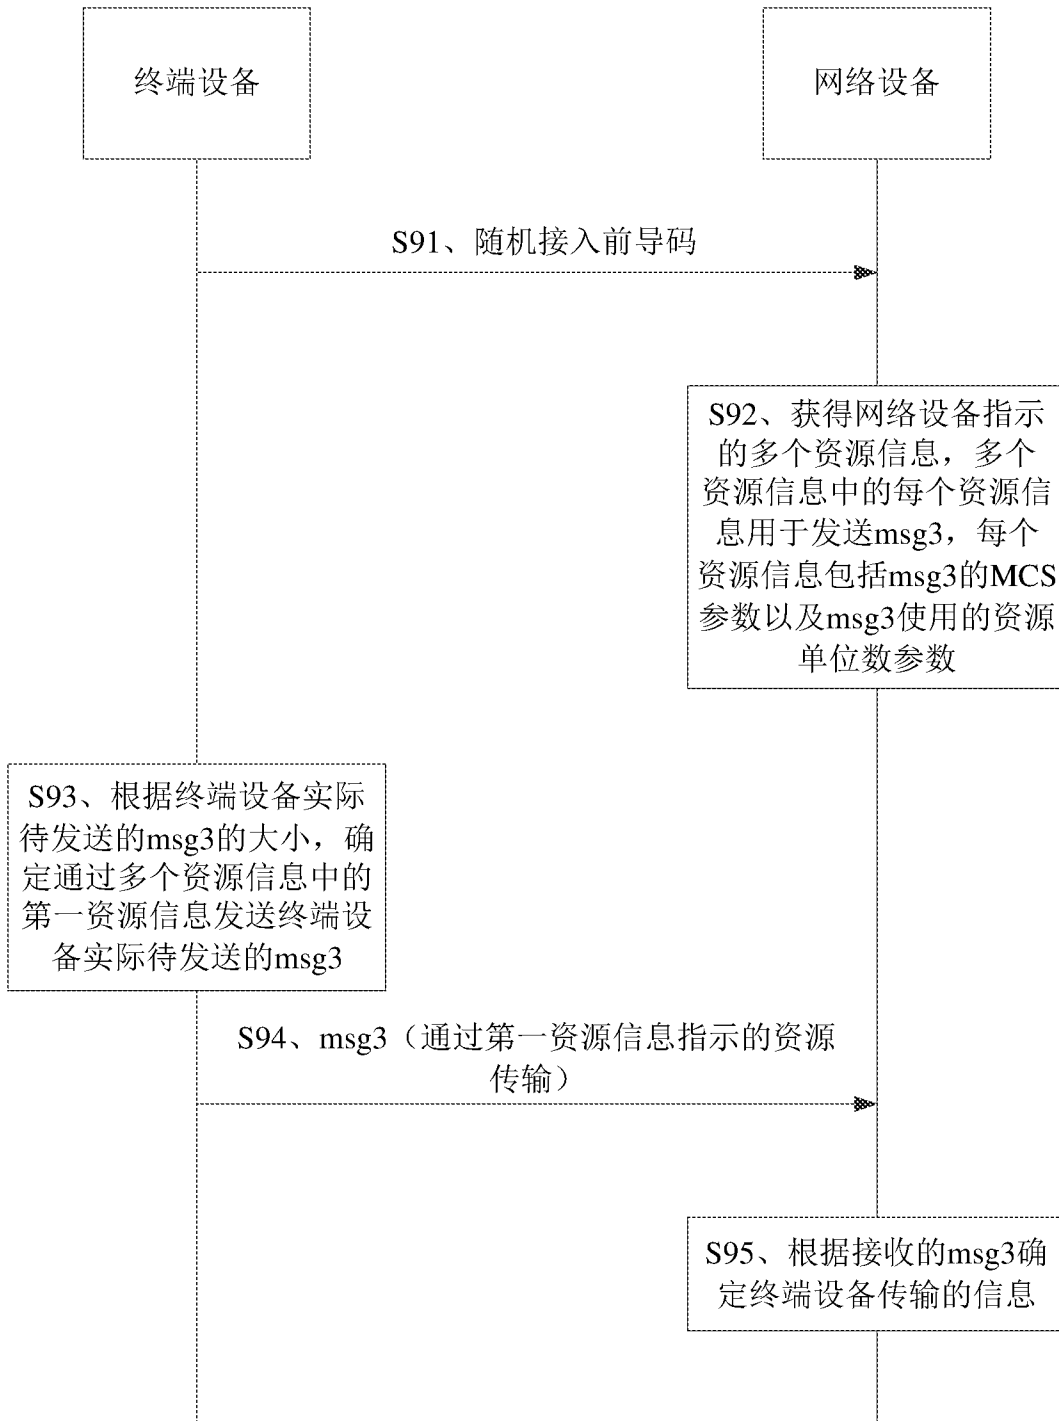 终端设备
网络设备
S91、随机接入前导码
S92、获得网络设备指示
的多个资源信息，多个
资源信息中的每个资源信
息用于发送msg3，每个
资源信息包括msg3的MCS
参数以及msg3使用的资源
单位数参数
S93、根据终端设备实际
待发送的msg3的大小，确
定通过多个资源信息中的
第一资源信息发送终端设
备实际待发送的msg3
S94、msg3（通过第一资源信息指示的资源
传输）
S95、根据接收的msg3确
定终端设备传输的信息